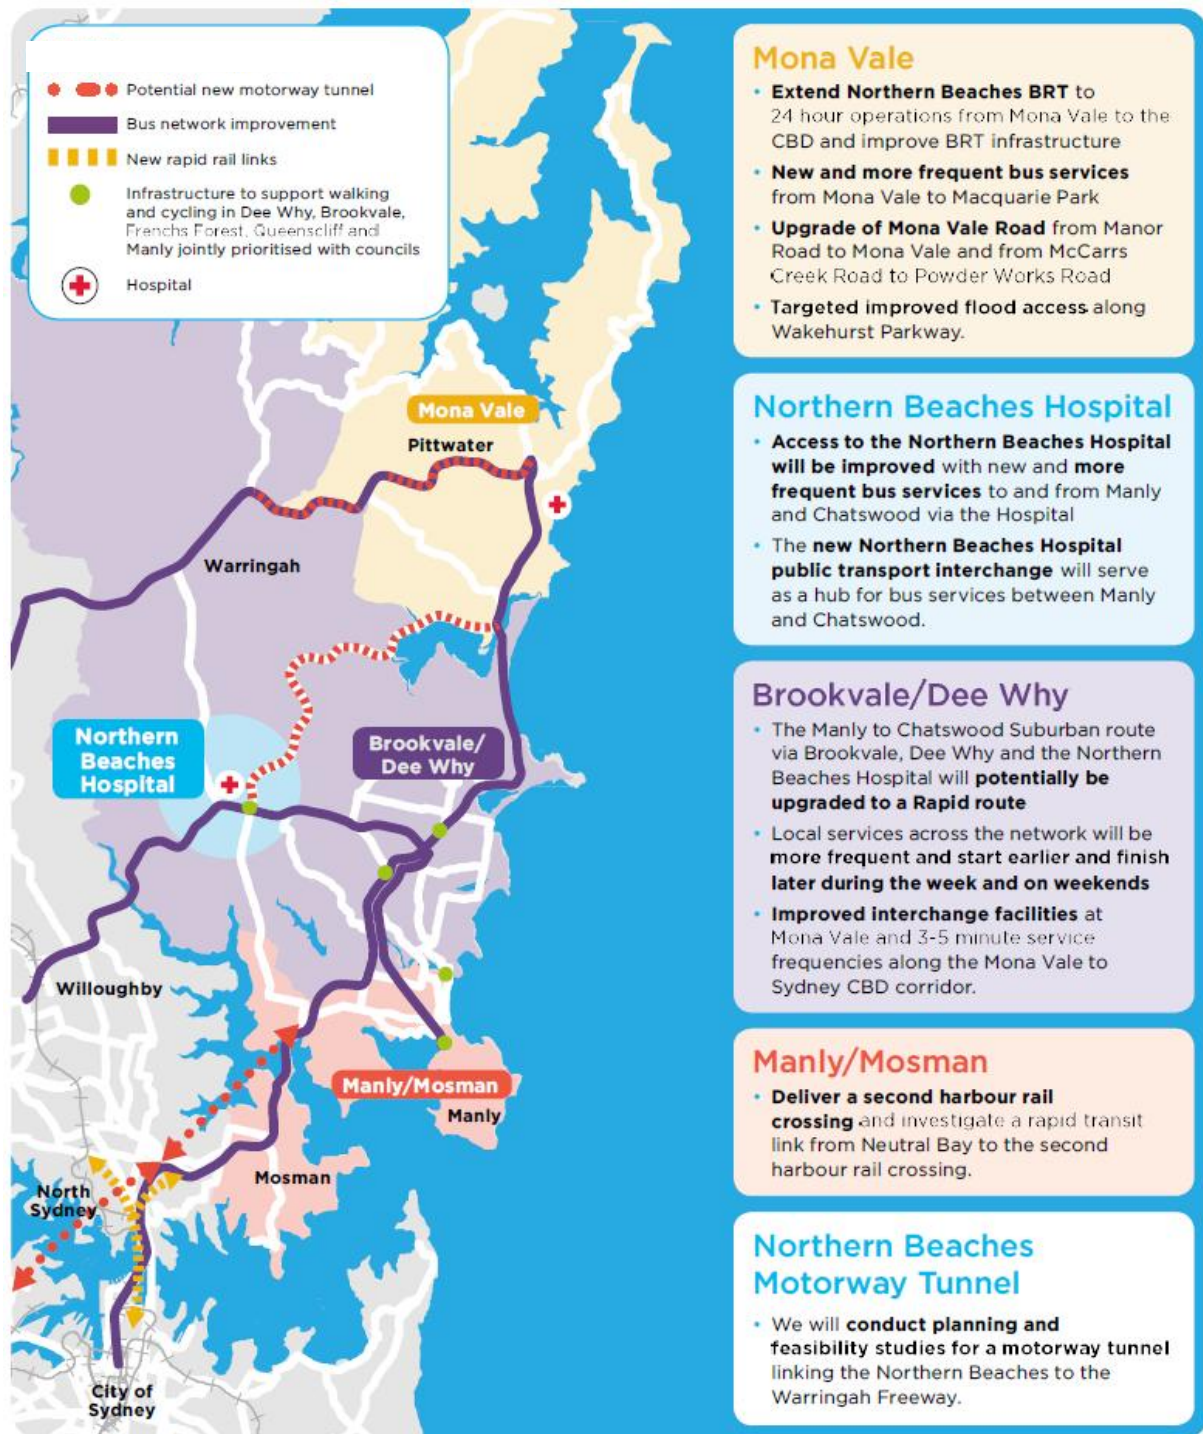 Potential new motorway tunnel
Bus network improvement
New rapid rail links
Infrastructure to support walking
and cycling in Dee Why, Brookvale,
Frenchs Forest, Queenscliff and
Manly jointly prioritised with councils
Hospital
Mona Vale
Pittwater
Warringah
Northern
Beaches
Hospital
Brookvale/
Dee Why
Willoughby
Manly/Mosman
Manly
Mosman
North
Sydney
City of
Sydney
Mona Vale
• Extend Northern Beaches BRT to
24 hour operations from Mona Vale to the
CBD and improve BRT infrastructure
• New and more frequent bus services
from Mona Vale to Macquarie Park
• Upgrade of Mona Vale Road from Manor
Road to Mona Vale and from McCarrs
Creek Road to Powder Works Road
• Targeted improved flood access along
Wakehurst Parkway.
Northern Beaches Hospital
• Access to the Northern Beaches Hospital
will be improved with new and more
frequent bus services to and from Manly
and Chatswood via the Hospital
• The new Northern Beaches Hospital
public transport interchange will serve
as a hub for bus services between Manly
and Chatswood.
Brookvale/Dee Why
• The Manly to Chatswood Suburban route
via Brookvale, Dee Why and the Northern
Beaches Hospital will potentially be
upgraded to a Rapid route
• Local services across the network will be
more frequent and start earlier and finish
later during the week and on weekends
• Improved interchange facilities at
Mona Vale and 3-5 minute service
frequencies along the Mona Vale to
Sydney CBD corridor.
Manly/Mosman
• Deliver a second harbour rail
crossing and investigate a rapid transit
link from Neutral Bay to the second
harbour rail crossing.
Northern Beaches
Motorway Tunnel
• We will conduct planning and
feasibility studies for a motorway tunnel
linking the Northern Beaches to the
Warringah Freeway.